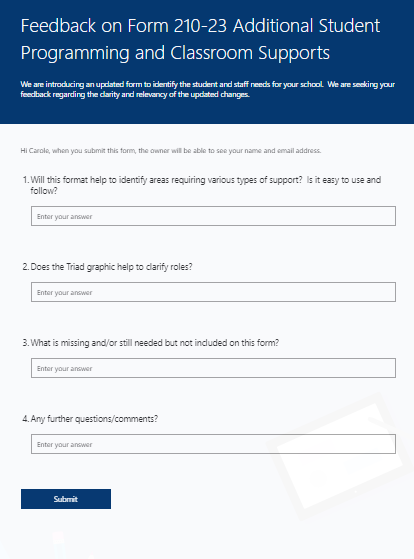 Feedback on Form 210-23 Additional Student
Programming and Classroom Supports
We are introducing an updated form to identify the student and staff needs for your school.  We are seeking your
feedback regarding the clarity and relevancy of the updated changes.
Hi Carole, when you submit this form, the owner will be able to see your name and email address.
1. Will this format help to identify areas requiring various types of support?  Is it easy to use and
follow?
Enter your answer
2. Does the Triad graphic help to clarify roles?
Enter your answer
3. What is missing and/or still needed but not included on this form?
Enter your answer
4. Any further questions/comments?
Enter your answer
Submit